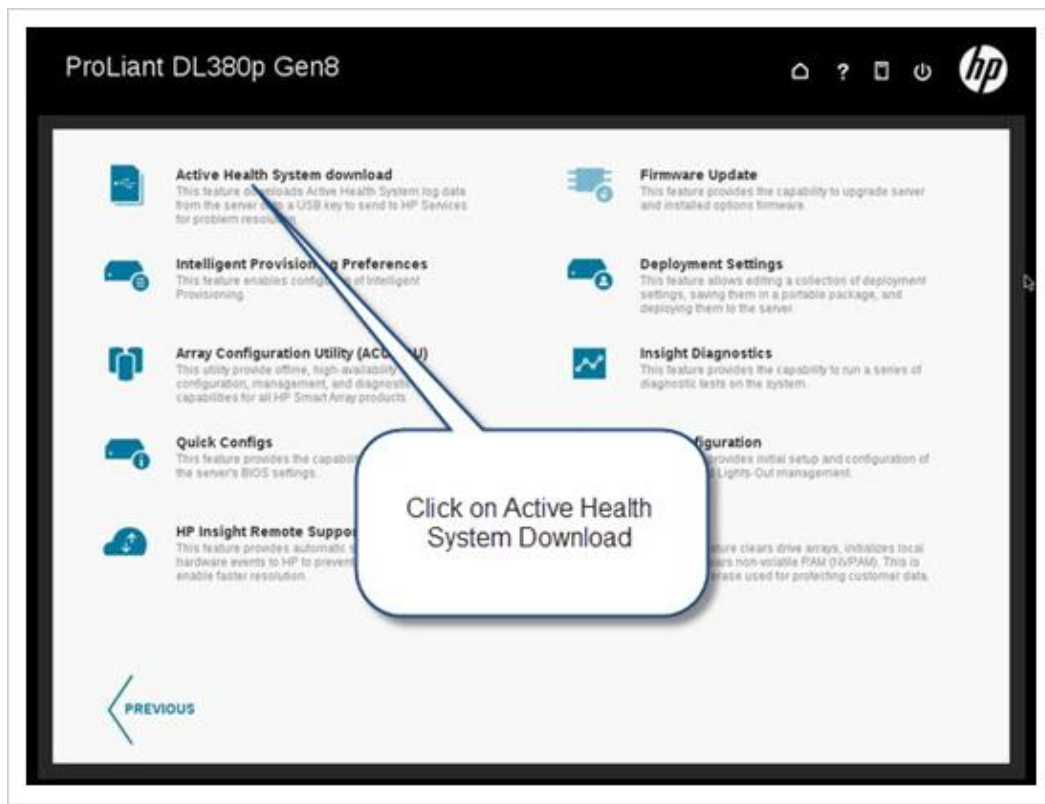 ProLiant DL380p Gen8
?
hp
Active Health System download
This feature downloads Active Health System log data
from the server to a USB key to send to HP Services
for problem resolution.
Firmware Update
This feature provides the capability to upgrade server
and installed options firmware.
Intelligent Provisioning Preferences
This feature enables configuration of Intelligent
Provisioning.
Deployment Settings
This feature allows editing a collection of deployment
settings, saving them in a portable package, and
deploying them to the server.
Array Configuration Utility (ACU
U)
This utility provide offline, high-availability
configuration, management, and diagnostic
capabilities for all HP Smart Array products.
Insight Diagnostics
This feature provides the capability to run a series of
diagnostic tests on the system.
Quick Configs
This feature provides the
the server's BIOS settings.
provides initial setup and configuration of
Lights-Out management.
HP Insight Remote
This feature provides automatic
hardware events to HP to prevent
enable faster resolution.
clears drive arrays, initializes local
non-volatile RAM (NVRAM). This is
used for protecting customer data.
Click on Active Health
System Download
PREVIOUS